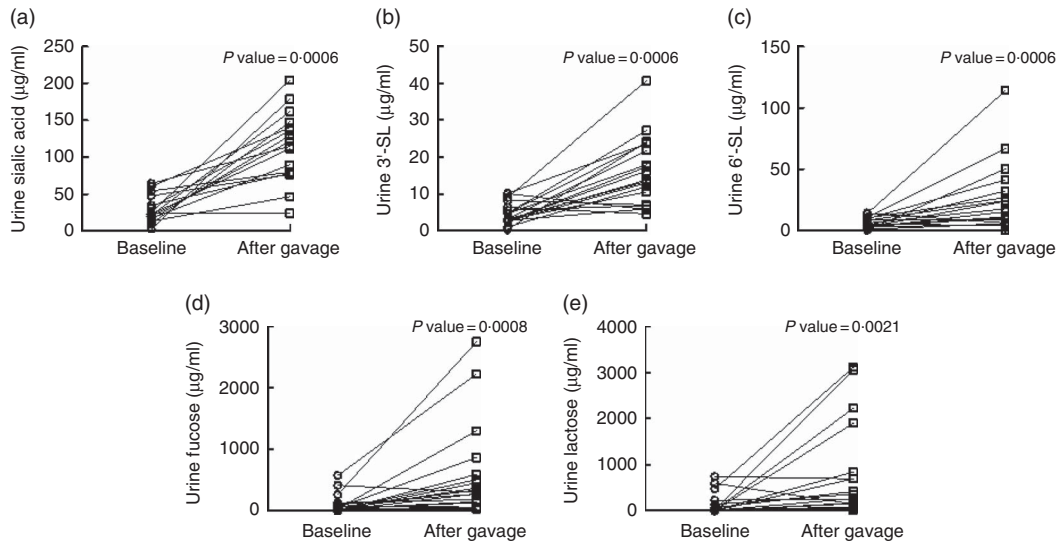 (a)
P value = 0·0006
Urine sialic acid (µg/ml)
250
200
150
100
50
0
Baseline After gavage
(b)
P value = 0·0006
Urine 3'-SL (µg/ml)
50
40
30
20
10
0
Baseline After gavage
(c)
P value = 0·0006
Urine 6'-SL (µg/ml)
150
100
50
0
Baseline After gavage
(d)
P value = 0·0008
Urine fucose (µg/ml)
3000
2000
1000
0
Baseline After gavage
(e)
P value = 0·0021
Urine lactose (µg/ml)
4000
3000
2000
1000
0
Baseline After gavage